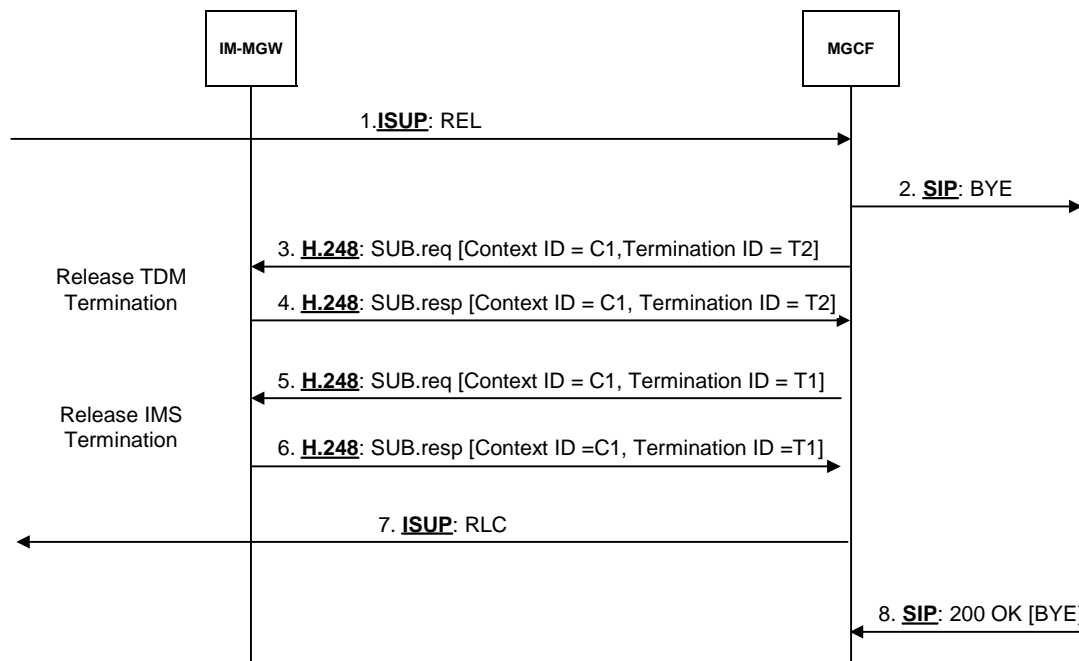 IM-MGW
MGCF
1.ISUP: REL
2. SIP: BYE
3. H.248: SUB.req [Context ID = C1,Termination ID = T2]
Release TDM
Termination
4. H.248: SUB.resp [Context ID = C1, Termination ID = T2]
5. H.248: SUB.req [Context ID = C1, Termination ID = T1]
Release IMS
Termination
6. H.248: SUB.resp [Context ID =C1, Termination ID =T1]
7. ISUP: RLC
8. SIP: 200 OK [BYE]